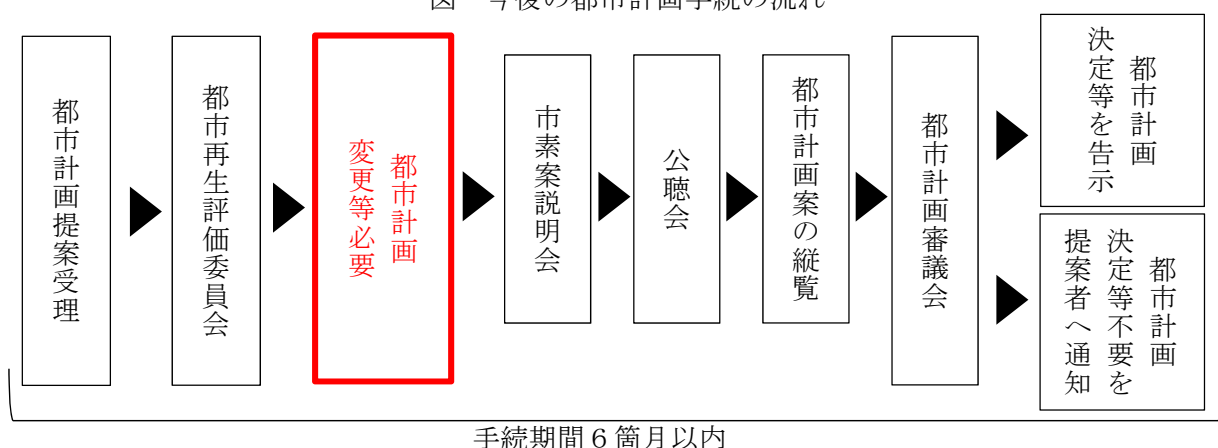 図 今後の都市計画手続の流れ
都市計画提案受理
都市再生評価委員会
都市計画
変更等必要
市素案説明会
公聴会
都市計画案の縦覧
都市計画審議会
都市計画
決定等を告示
都市計画
決定等不要を
提案者へ通知
手続期間6箇月以内